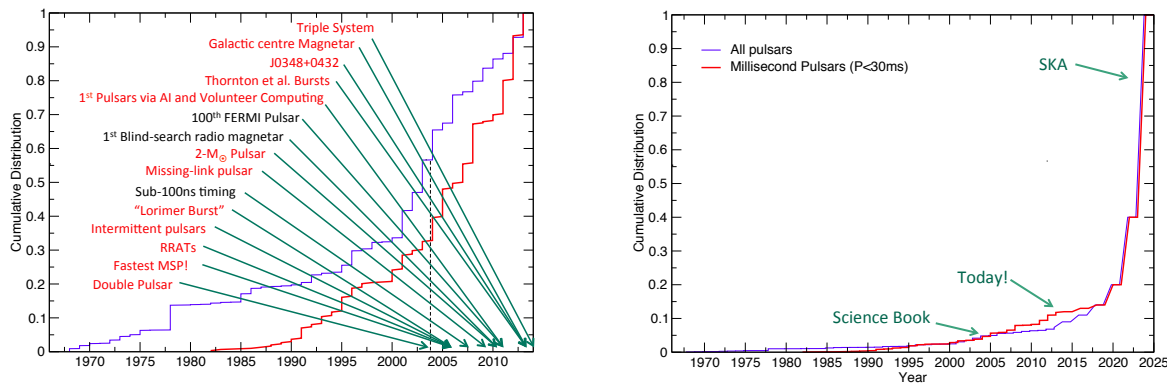 1
0.9
0.8
0.7
0.6
0.5
0.4
0.3
0.2
0.1
0
Cumulative Distribution
Triple System
Galactic centre Magnetar
J0348+0432
Thornton et al. Bursts
1st Pulsars via AI and Volunteer Computing
100th FERMI Pulsar
1st Blind-search radio magnetar
2-M☉ Pulsar
Missing-link pulsar
Sub-100ns timing
“Lorimer Burst”
Intermittent pulsars
RRATs
Fastest MSP!
Double Pulsar
1970 1975 1980 1985 1990 1995 2000 2005 2010
1
0.9
0.8
0.7
0.6
0.5
0.4
0.3
0.2
0.1
0
Cumulative Distribution
All pulsars
Millisecond Pulsars (P<30ms)
SKA
Today!
Science Book
1970 1975 1980 1985 1990 1995 2000 2005 2010 2015 2020 2025
Year